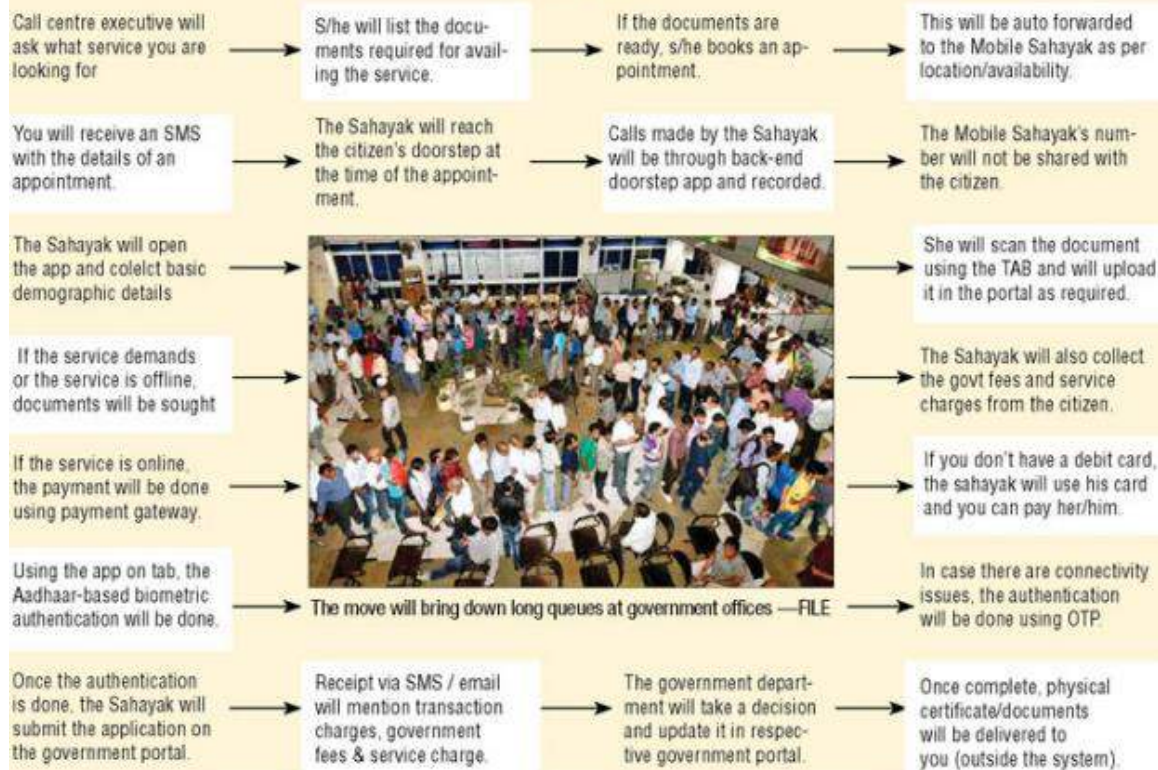 Call centre executive will
ask what service you are
looking for
S/he will list the docu-
ments required for avail-
ing the service.
If the documents are
ready, s/he books an ap-
pointment.
This will be auto forwarded
to the Mobile Sahayak as per
location/availability.
You will receive an SMS
with the details of an
appointment.
The Sahayak will reach
the citizen's doorstep at
the time of the appoint-
ment.
Calls made by the Sahayak
will be through back-end
doorstep app and recorded.
The Mobile Sahayak's num-
ber will not be shared with
the citizen.
The Sahayak will open
the app and colelct basic
demographic details
She will scan the document
using the TAB and will upload
it in the portal as required.
If the service demands
or the service is offline,
documents will be sought
The Sahayak will also collect
the govt fees and service
charges from the citizen.
If the service is online,
the payment will be done
using payment gateway.
If you don't have a debit card,
the sahayak will use his card
and you can pay her/him.
Using the app on tab, the
Aadhaar-based biometric
authentication will be done.
The move will bring down long queues at government offices —FILE
In case there are connectivity
issues, the authentication
will be done using OTP.
Once the authentication
is done, the Sahayak will
submit the application on
the government portal.
Receipt via SMS / email
will mention transaction
charges, government
fees & service charge.
The government depart-
ment will take a decision
and update it in respec-
tive government portal.
Once complete, physical
certificate/documents
will be delivered to
you (outside the system).